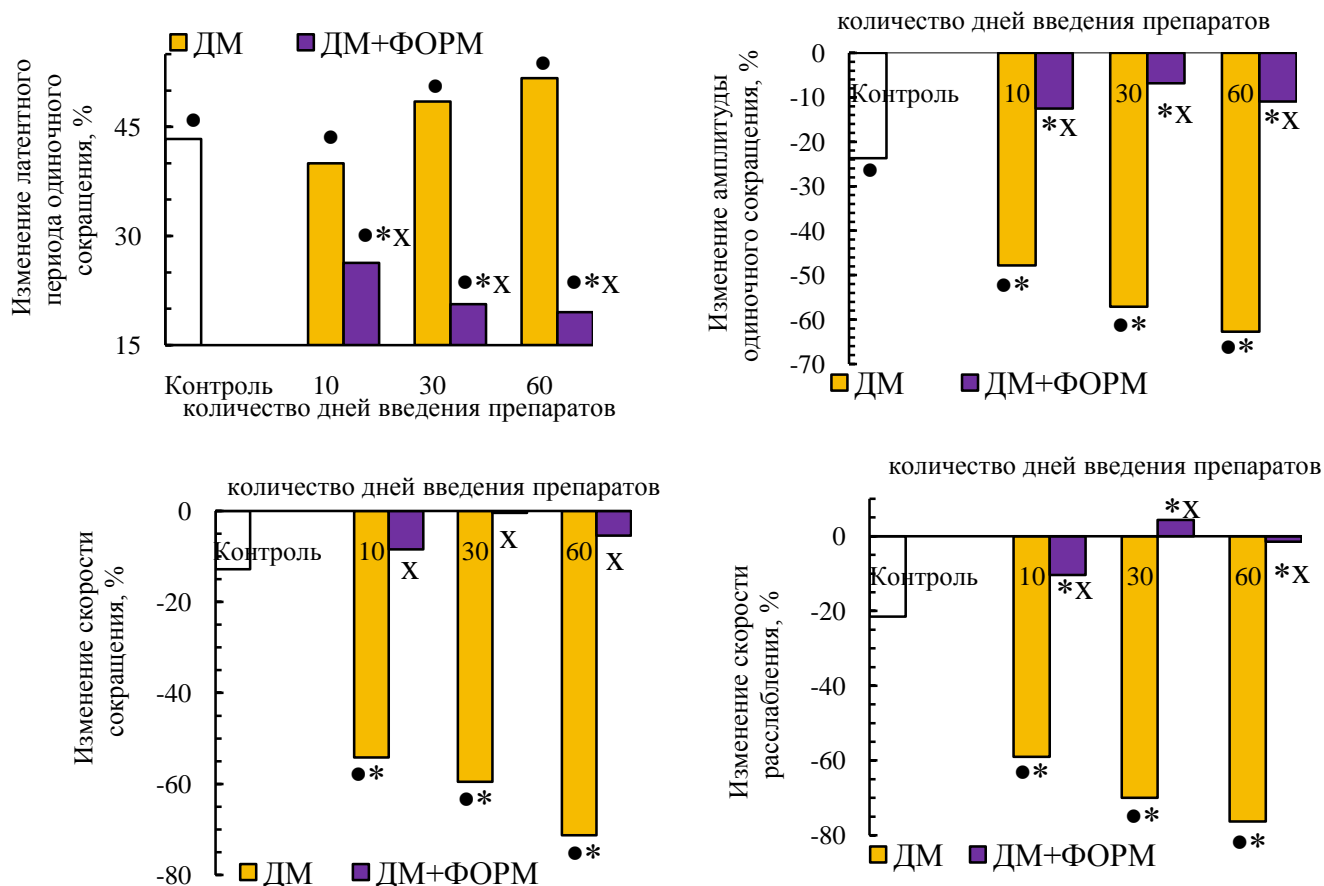 ДМ ДМ+ФОРМ
Изменение латентного
периода одиночного
сокращения, %
45
30
15
●
●
●
●
●*x
●*x
●*x
Контроль 10 30 60
количество дней введения препаратов
количество дней введения препаратов
Изменение амплитуды
одиночного сокращения, %
0
-10
-20
-30
-40
-50
-60
-70
Контроль 10 30 60
*x
*x
*x
●
●*
●*
●*
ДМ ДМ+ФОРМ
количество дней введения препаратов
Изменение скорости
сокращения, %
0
-20
-40
-60
-80
Контроль 10 30 60
x
x
x
●*
●*
●*
ДМ ДМ+ФОРМ
количество дней введения препаратов
Изменение скорости
расслабления, %
0
-20
-40
-60
-80
Контроль 10 30 60
*x
*x
*x
●*
●*
●*
ДМ ДМ+ФОРМ